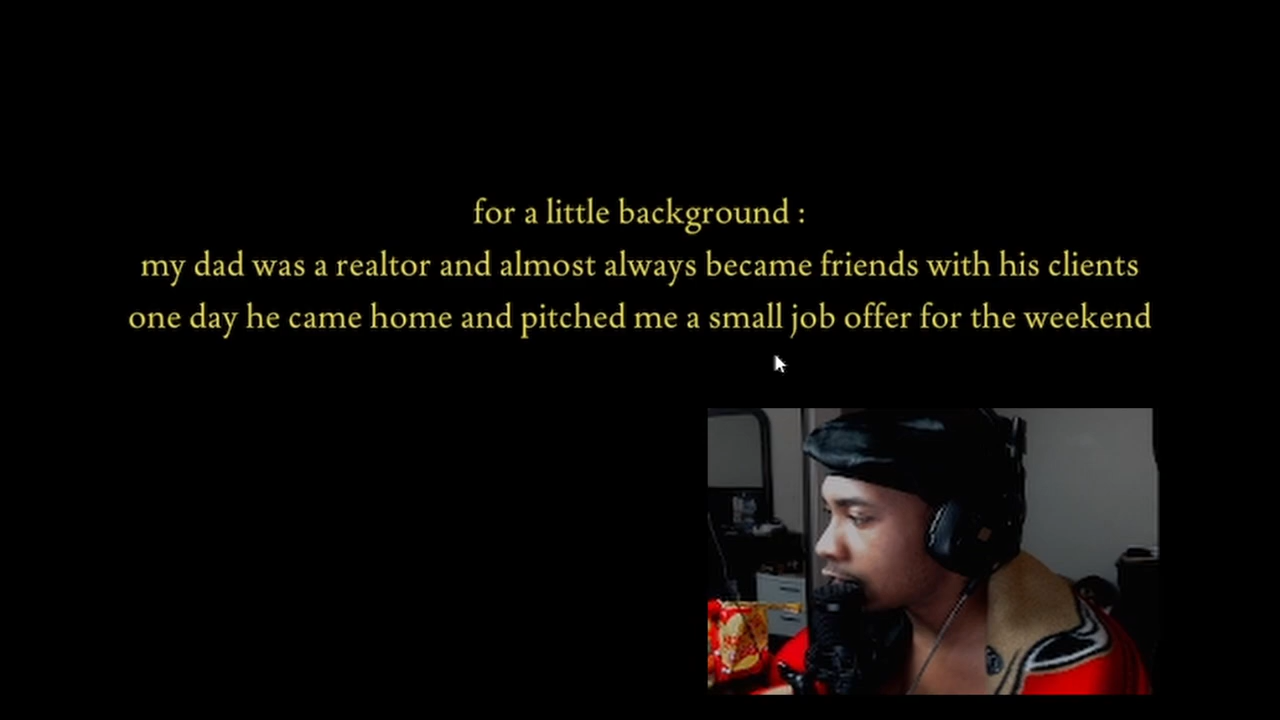 for a little background :
my dad was a realtor and almost always became friends with his clients
one day he came home and pitched me a small job offer for the weekend